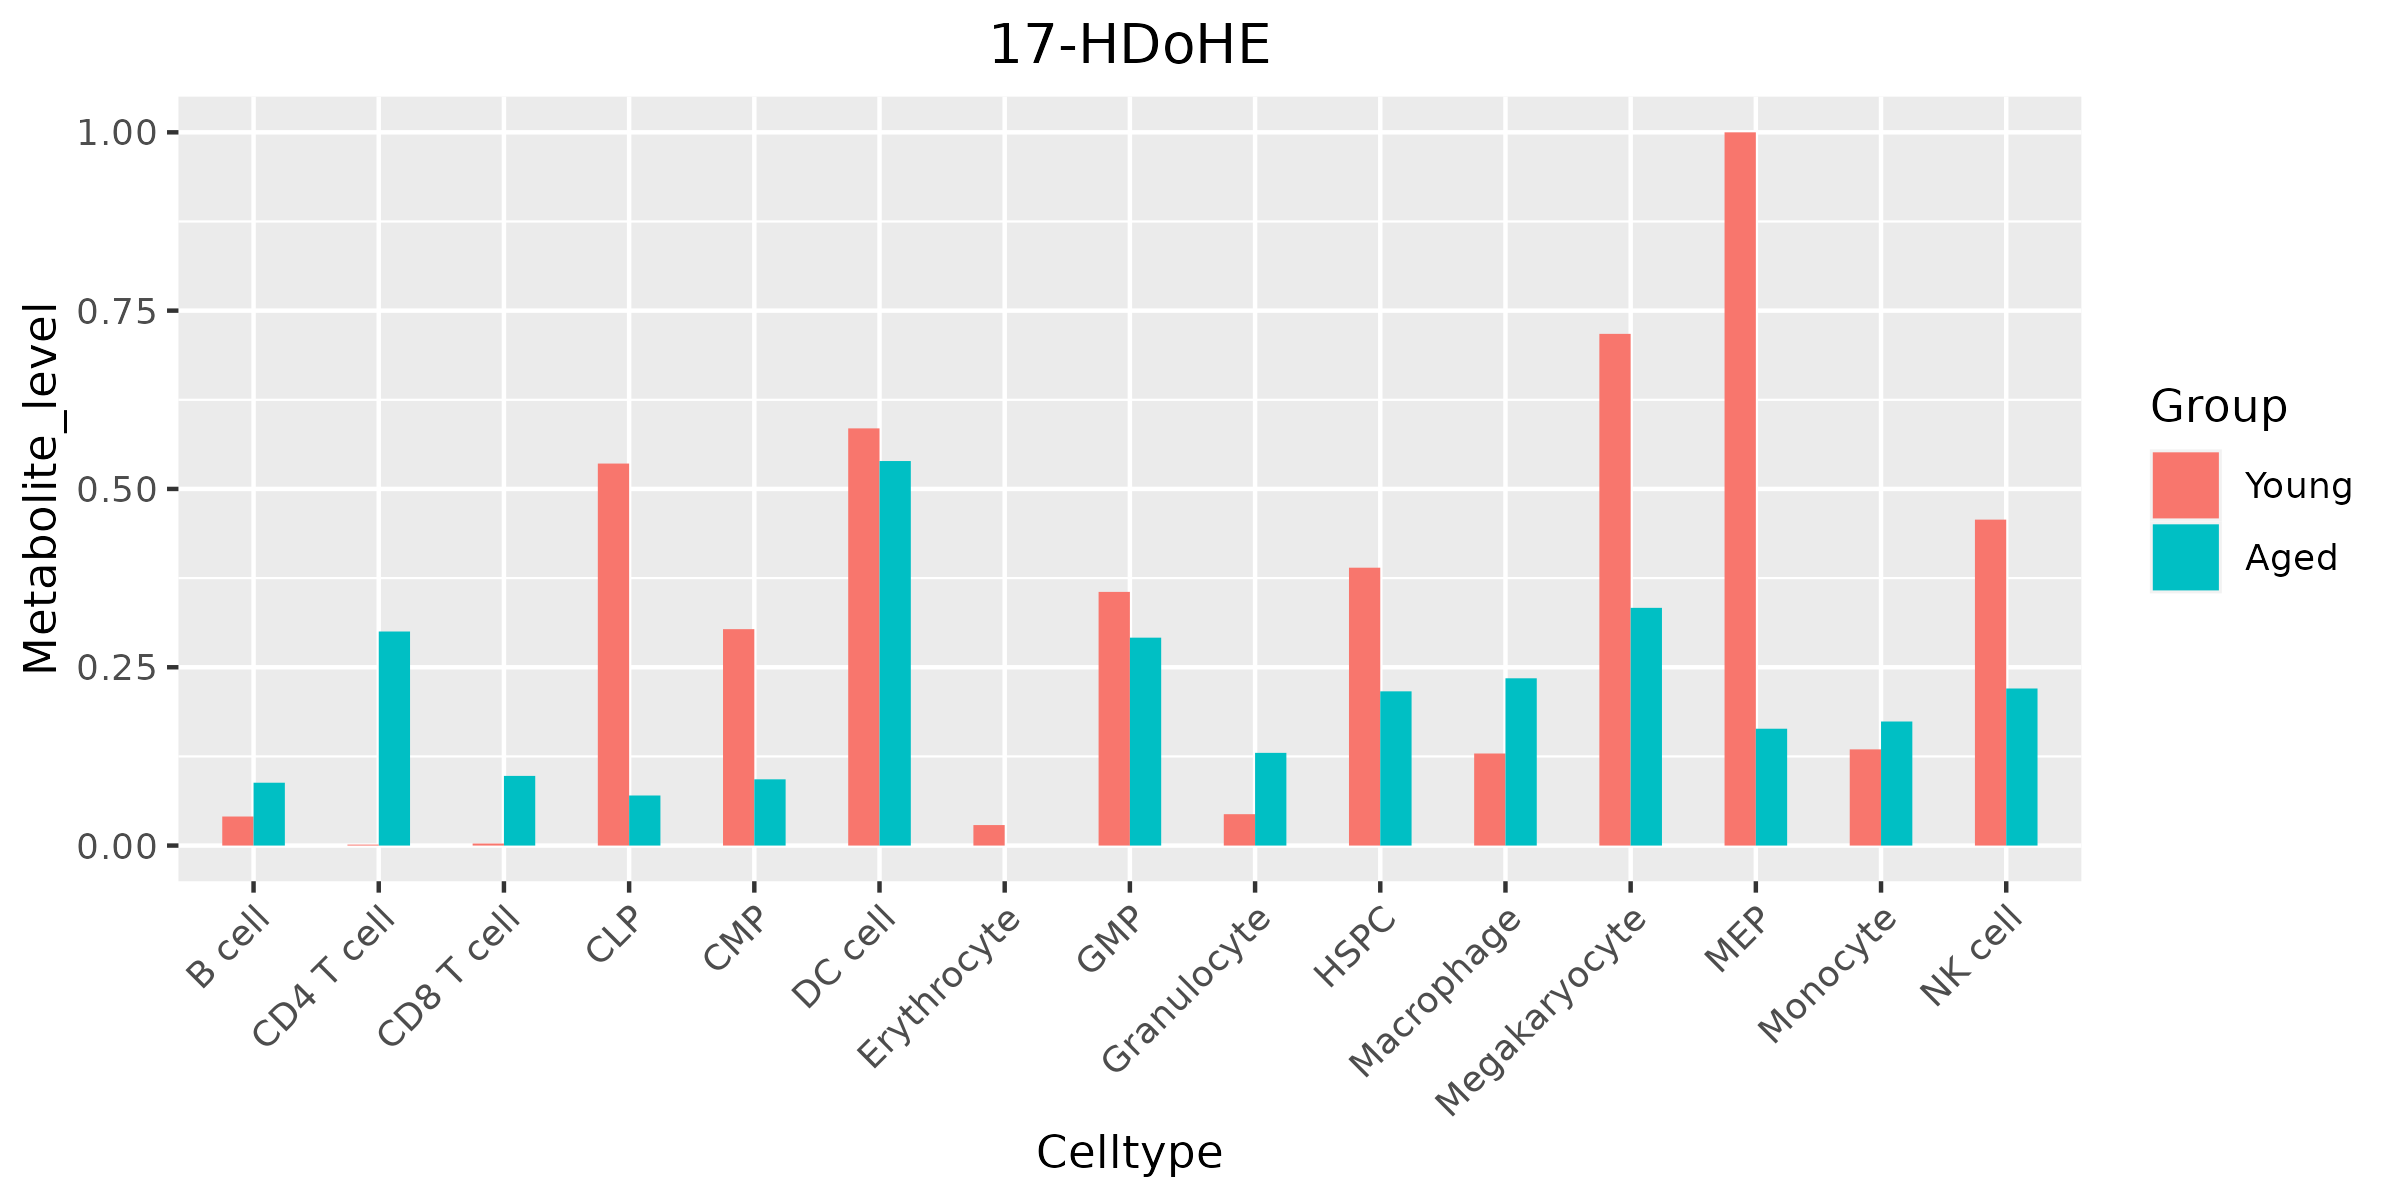 17-HDoHE
Metabolite_level
1.00
0.75
0.50
0.25
0.00
B cell
CD4 T cell
CD8 T cell
CLP
CMP
DC cell
Erythrocyte
GMP
Granulocyte
HSPC
Macrophage
Megakaryocyte
MEP
Monocyte
NK cell
Celltype
Group
Young
Aged